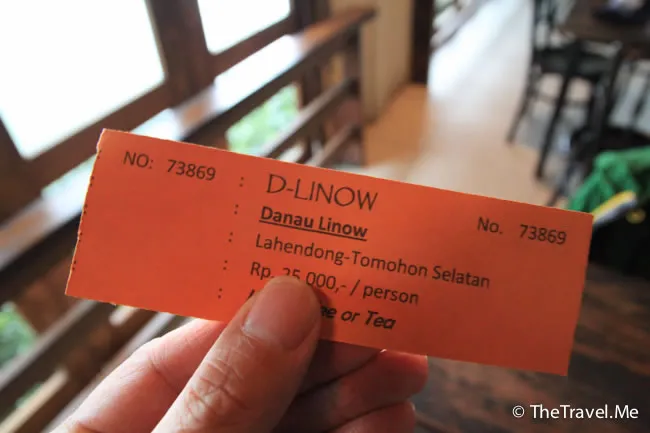 NO: 73869
D-LINOW
No. 73869
Danau Linow
Lahendong-Tomohon Selatan
Rp. 25.000,- / person
or Tea
© TheTravel.Me